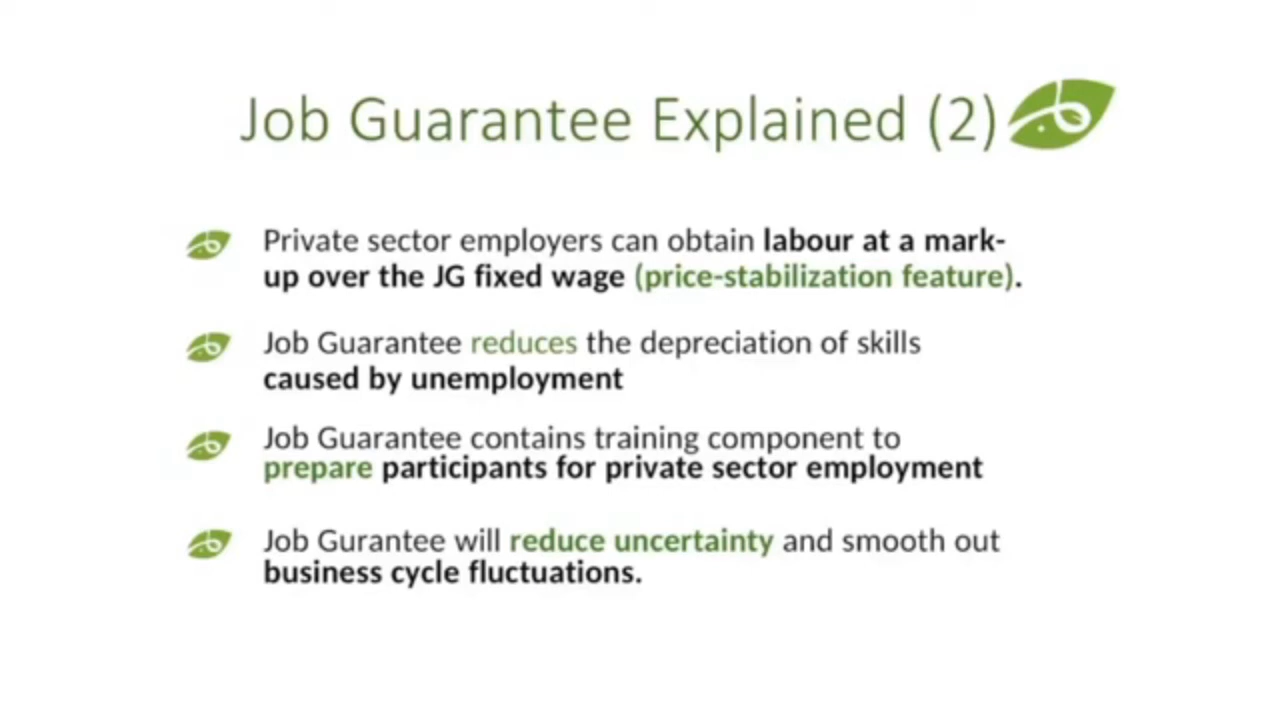 Job Guarantee Explained (2)
Private sector employers can obtain labour at a mark-
up over the JG fixed wage (price-stabilization feature).
Job Guarantee reduces the depreciation of skills
caused by unemployment
Job Guarantee contains training component to
prepare participants for private sector employment
Job Gurantee will reduce uncertainty and smooth out
business cycle fluctuations.